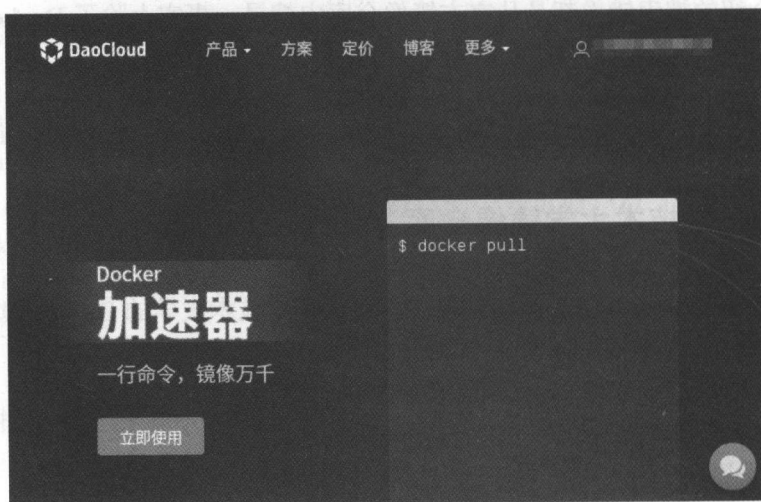 DaoCloud 产品 方案 定价 博客 更多
$ docker pull
Docker
加速器
一行命令，镜像万千
立即使用